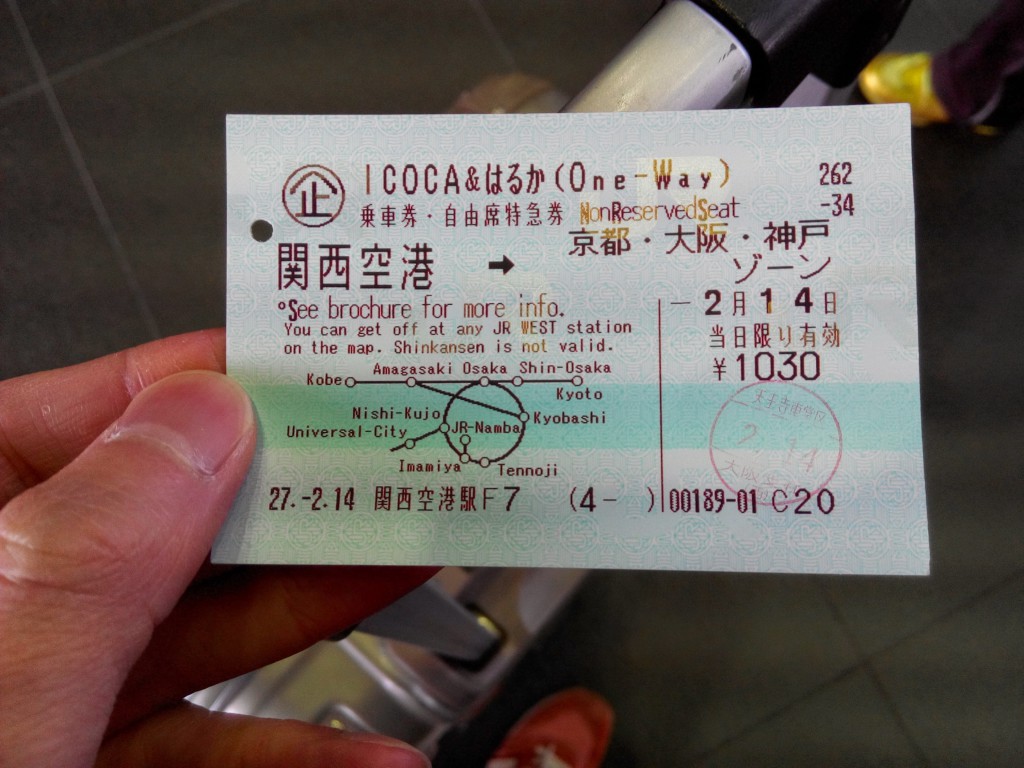 企 ICOCA&はるか(One-Way) 262
乗車券・自由席特急券 NonReservedSeat -34
関西空港 ➡ 京都・大阪・神戸
ゾーン
°See brochure for more info.
You can get off at any JR WEST station
on the map. Shinkansen is not valid.
Kobe Amagasaki Osaka Shin-Osaka
Kyoto
Nishi-Kujo Kyobashi
Universal-City JR-Namba
Imamiya Tennoji
-2月14日
当日限り有効
¥1030
2.14
27.-2.14 関西空港駅F7 (4- ) 00189-01 C20